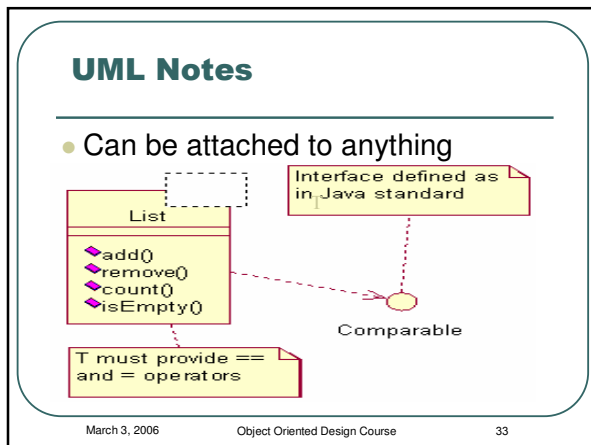 UML Notes
Can be attached to anything
Interface defined as
in Java standard
List
add()
remove()
count()
isEmpty()
Comparable
T must provide ==
and = operators
March 3, 2006 Object Oriented Design Course 33